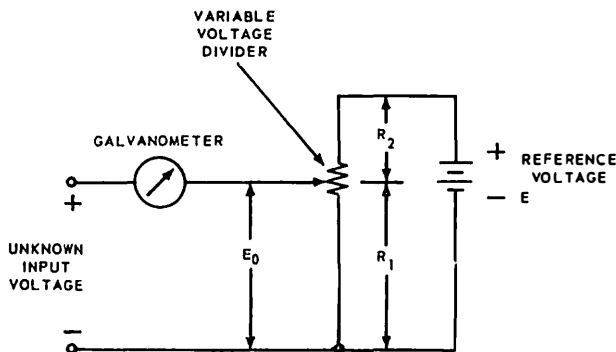 VARIABLE
VOLTAGE
DIVIDER
GALVANOMETER
R2
+
REFERENCE
VOLTAGE
− E
+
UNKNOWN
INPUT
VOLTAGE
E0
R1
−